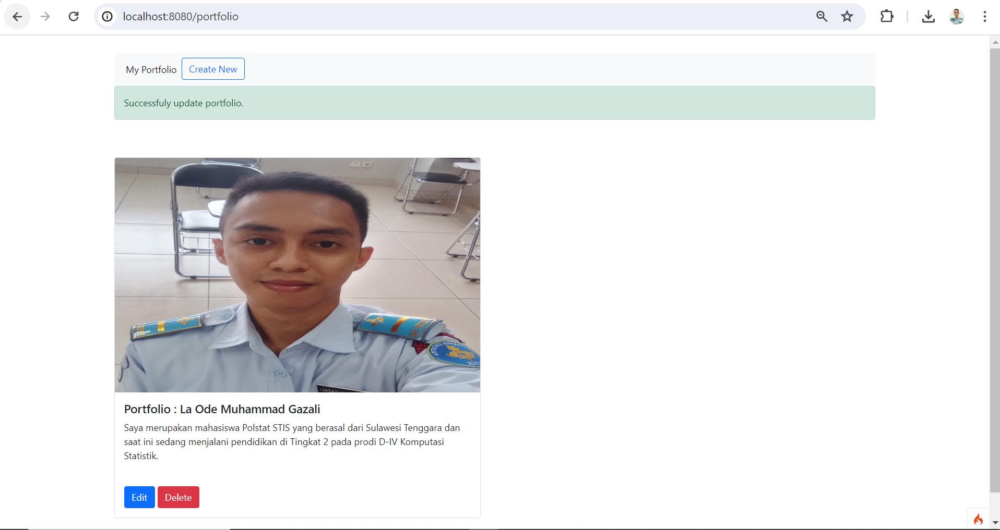 localhost:8080/portfolio
My Portfolio Create New
Successfuly update portfolio.
GAZALI
Portfolio : La Ode Muhammad Gazali
Saya merupakan mahasiswa Polstat STIS yang berasal dari Sulawesi Tenggara dan
saat ini sedang menjalani pendidikan di Tingkat 2 pada prodi D-IV Komputasi
Statistik.
Edit Delete